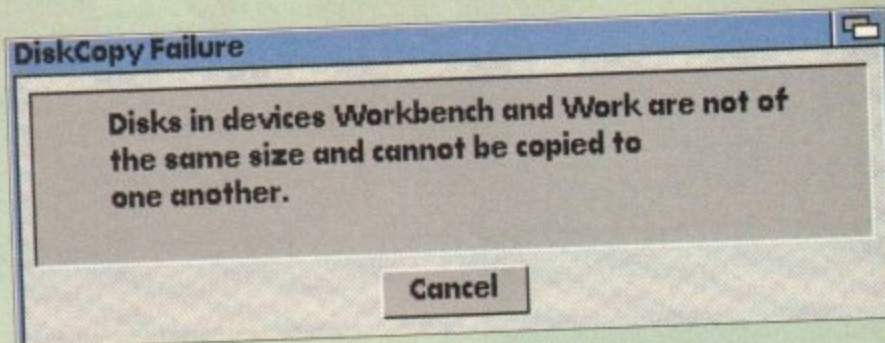 DiskCopy Failure
Disks in devices Workbench and Work are not of
the same size and cannot be copied to
one another.
Cancel